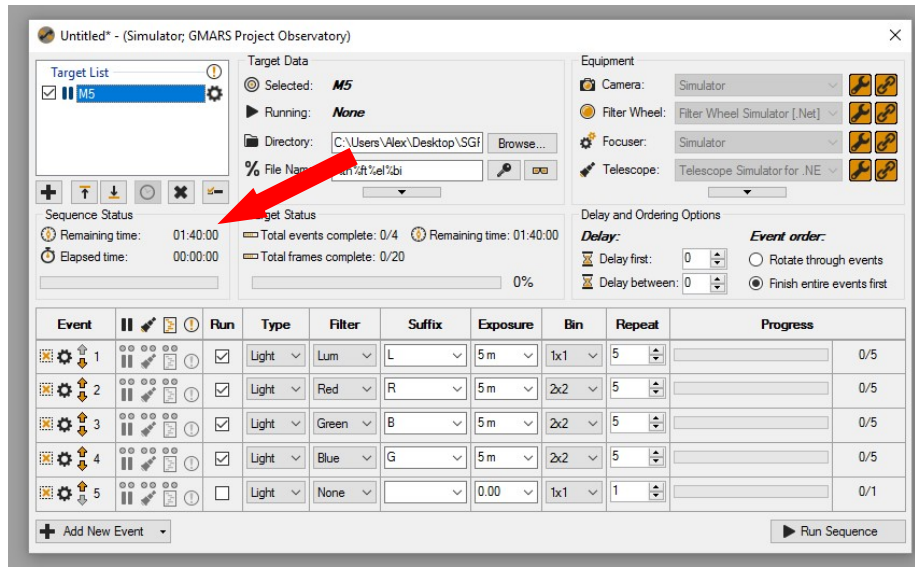 Untitled* - (Simulator; GMARS Project Observatory)
Target List
M5
Target Data
Selected: M5
Running: None
Directory: C:\Users\Alex\Desktop\SGF Browse...
% File Nam
Equipment
Camera: Simulator
Filter Wheel: Filter Wheel Simulator [.Net]
Focuser: Simulator
Telescope: Telescope Simulator for .NE
Sequence Status
Remaining time: 01:40:00
Elapsed time: 00:00:00
get Status
Total events complete: 0/4 Remaining time: 01:40:00
Total frames complete: 0/20
0%
Delay and Ordering Options
Delay: Event order:
Delay first: 0 Rotate through events
Delay between: 0 Finish entire events first
Event Run Type Filter Suffix Exposure Bin Repeat Progress
1 Light Lum L 5 m 1x1 5 0/5
2 Light Red R 5 m 2x2 5 0/5
3 Light Green B 5 m 2x2 5 0/5
4 Light Blue G 5 m 2x2 5 0/5
5 Light None 0.00 1x1 1 0/1
Add New Event Run Sequence